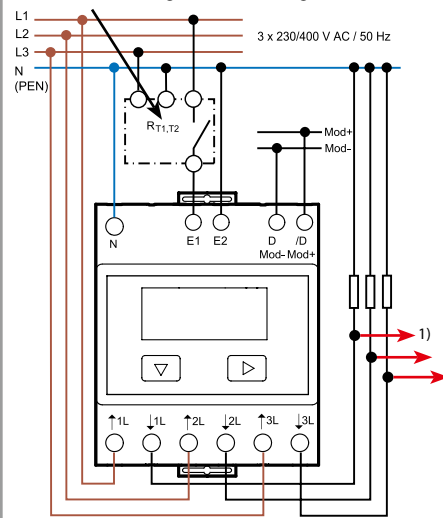 L1
L2
L3
N
(PEN)
3 x 230/400 V AC / 50 Hz
RT1,T2
Mod+
Mod-
N
E1
E2
D
/D
Mod- Mod+
1)
↑1L
↓1L
↑2L
↓2L
↑3L
↓3L